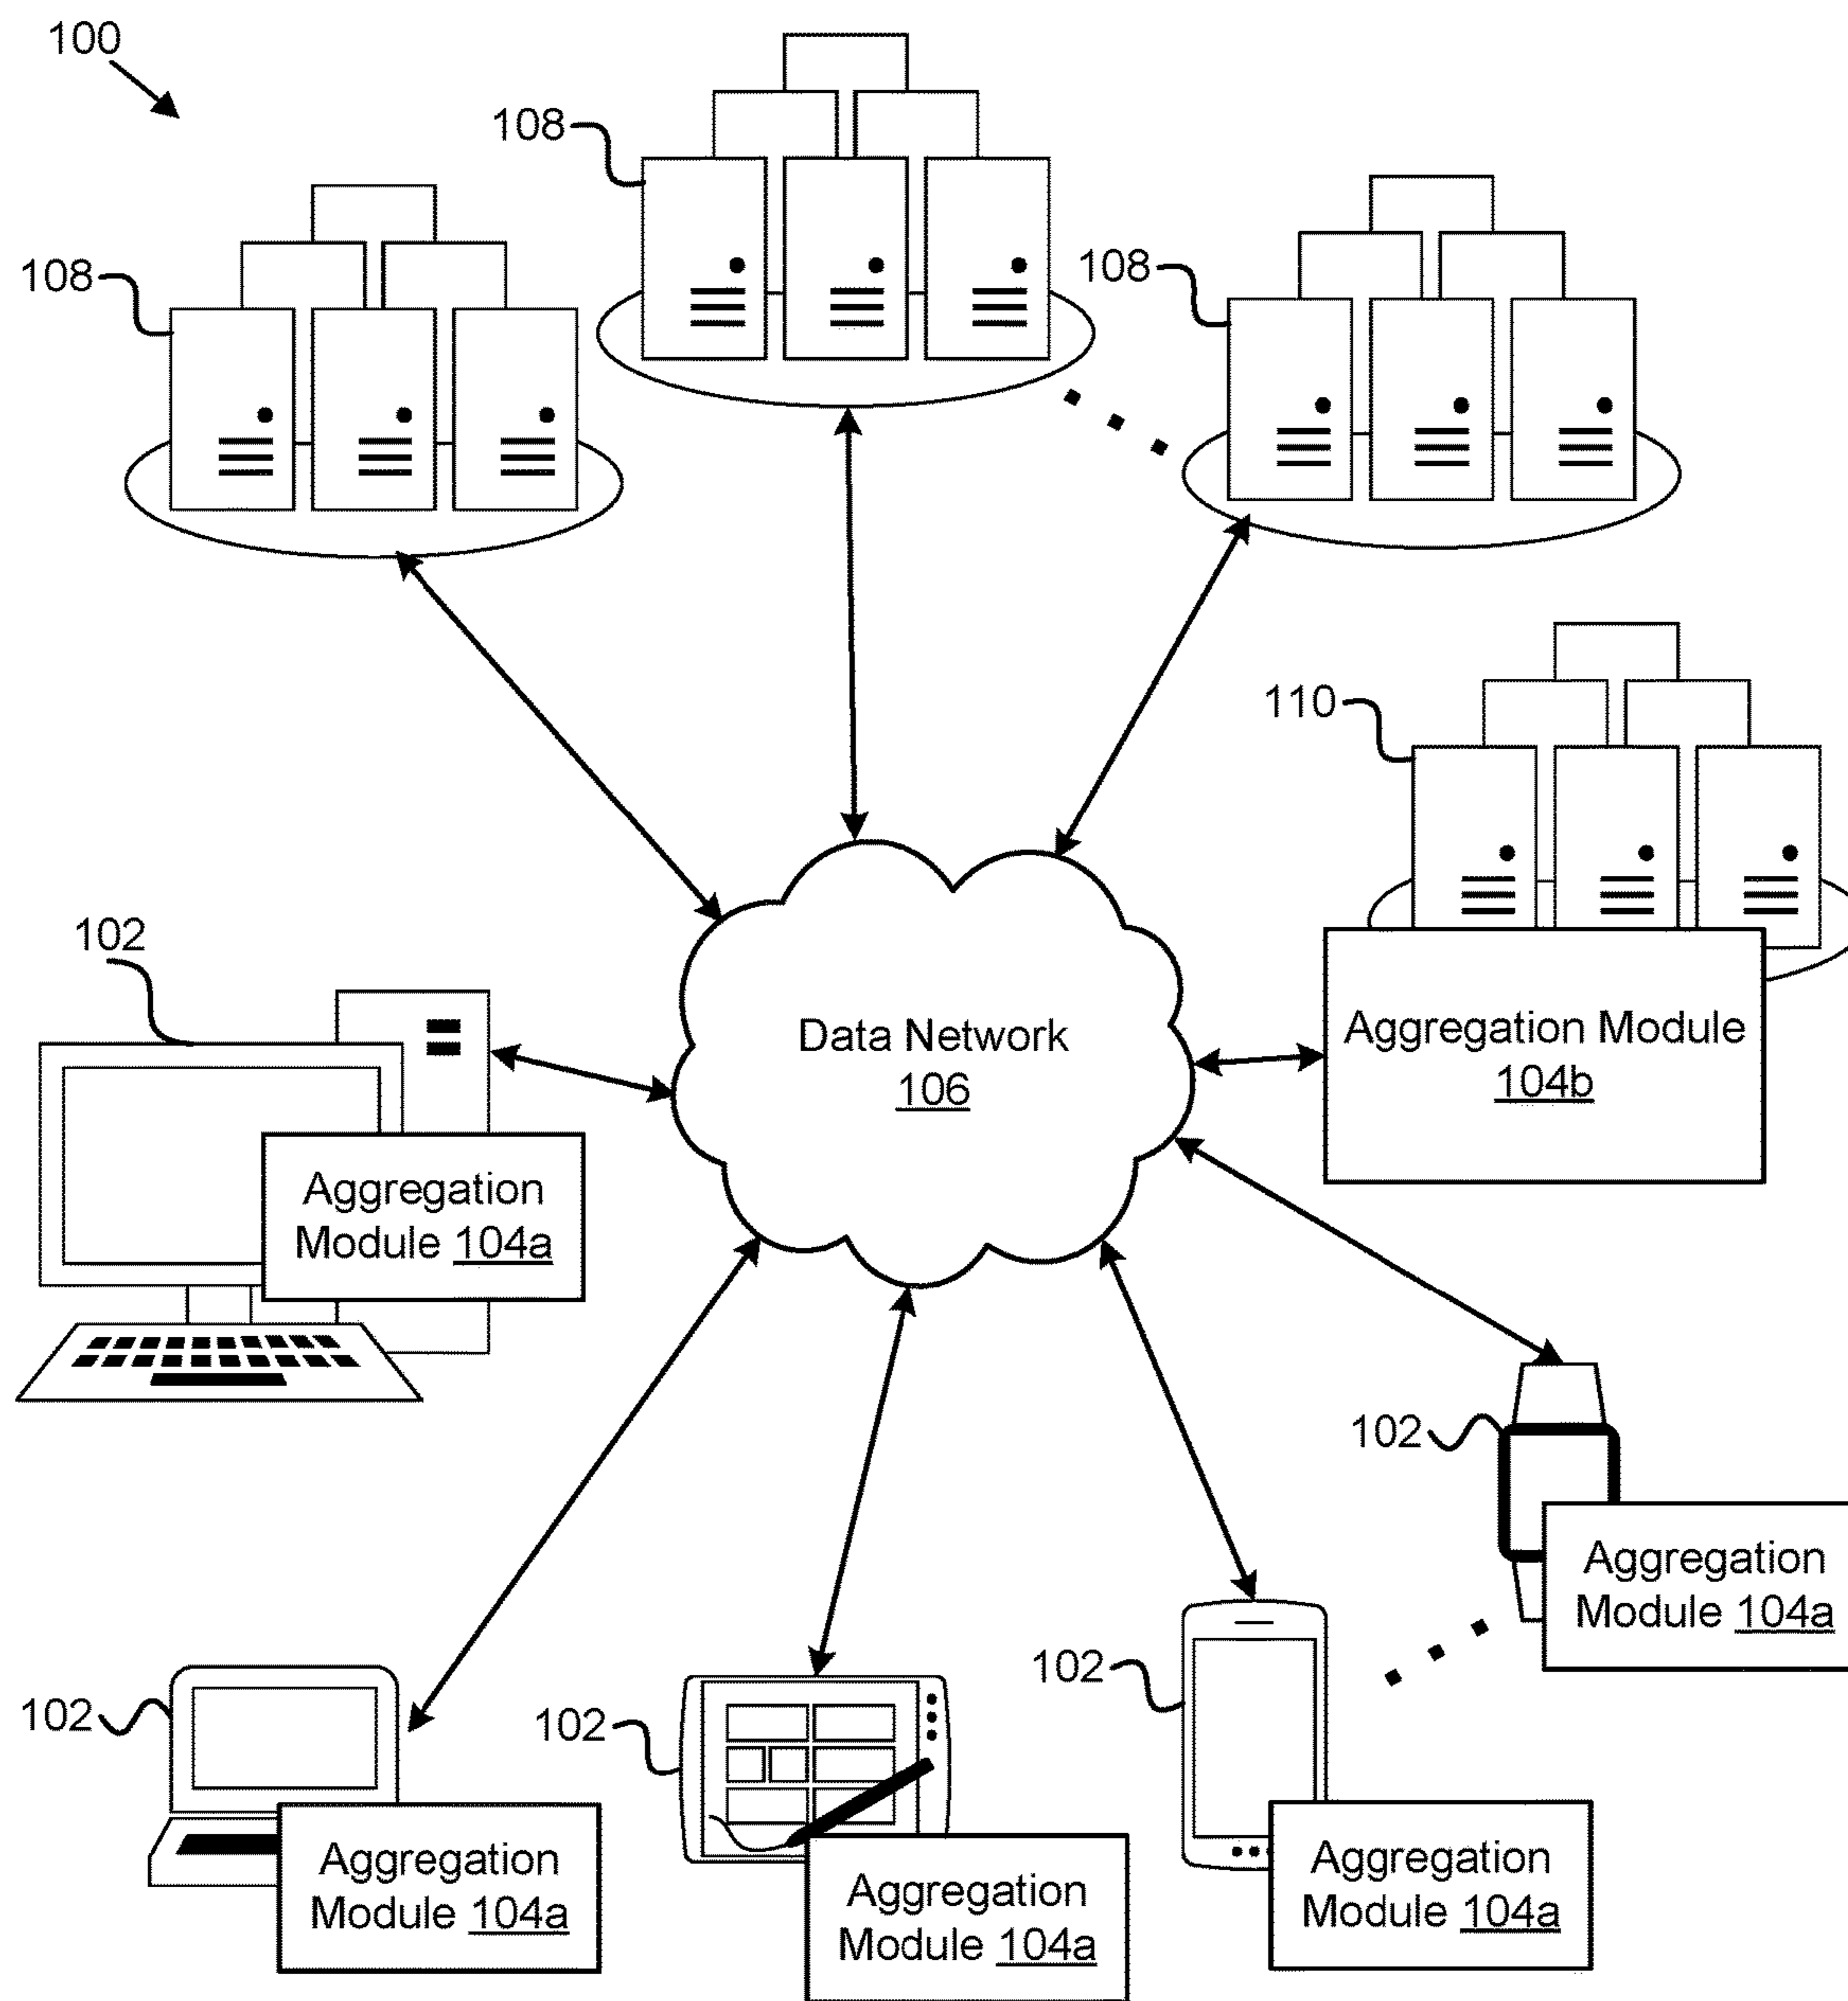 100
108
108
108
110
102
Data Network
106
Aggregation Module
104b
Aggregation
Module 104a
102
Aggregation
Module 104a
102
102
102
Aggregation
Module 104a
Aggregation
Module 104a
Aggregation
Module 104a